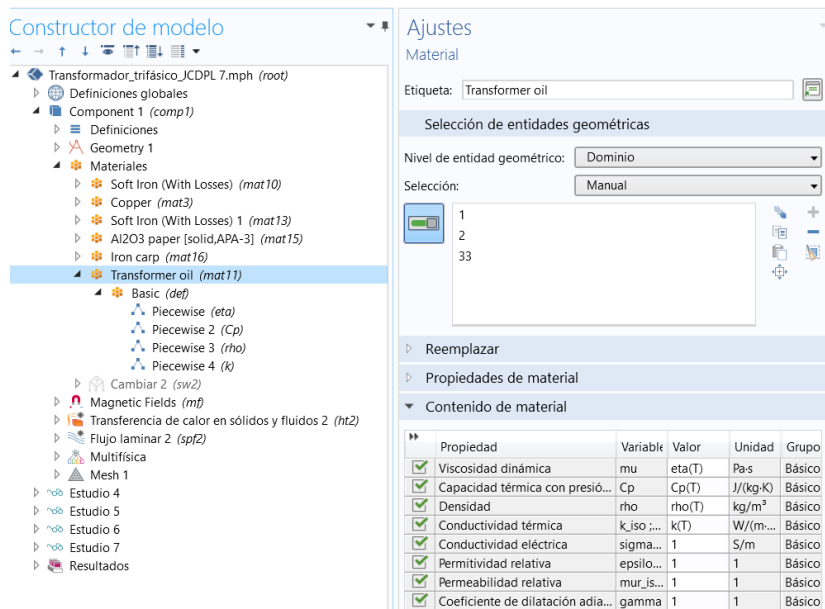 Constructor de modelo
Transformador_trifásico_JCDPL 7.mph (root)
Definiciones globales
Component 1 (comp1)
Definiciones
Geometry 1
Materiales
Soft Iron (With Losses) (mat10)
Copper (mat3)
Soft Iron (With Losses) 1 (mat13)
Al2O3 paper [solid,APA-3] (mat15)
Iron carp (mat16)
Transformer oil (mat11)
Basic (def)
Piecewise (eta)
Piecewise 2 (Cp)
Piecewise 3 (rho)
Piecewise 4 (k)
Cambiar 2 (sw2)
Magnetic Fields (mf)
Transferencia de calor en sólidos y fluidos 2 (ht2)
Flujo laminar 2 (spf2)
Multifísica
Mesh 1
Estudio 4
Estudio 5
Estudio 6
Estudio 7
Resultados
Ajustes
Material
Etiqueta: Transformer oil
Selección de entidades geométricas
Nivel de entidad geométrico: Dominio
Selección: Manual
1
2
33
Reemplazar
Propiedades de material
Contenido de material
Propiedad Variable Valor Unidad Grupo
Viscosidad dinámica mu eta(T) Pa·s Básico
Capacidad térmica con presió... Cp Cp(T) J/(kg·K) Básico
Densidad rho rho(T) kg/m³ Básico
Conductividad térmica k_iso ;... k(T) W/(m·... Básico
Conductividad eléctrica sigma... 1 S/m Básico
Permitividad relativa epsilo... 1 1 Básico
Permeabilidad relativa mur_is... 1 1 Básico
Coeficiente de dilatación adia... gamma 1 1 Básico